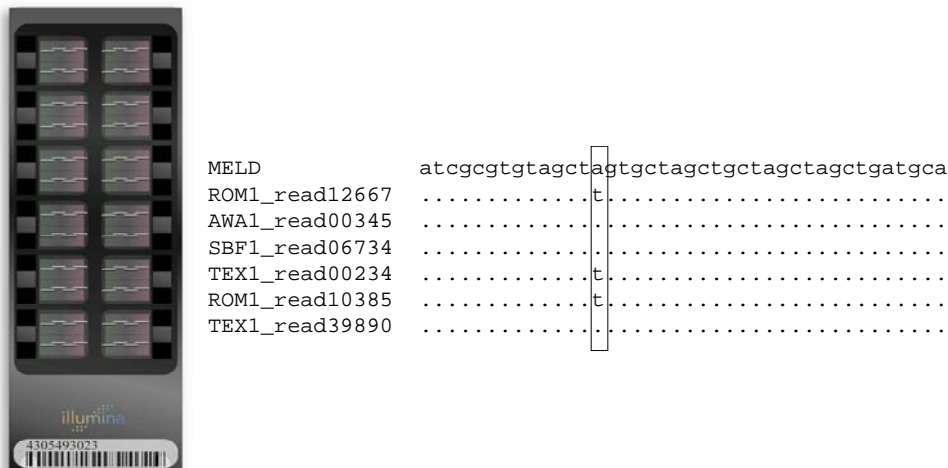 MELD atcgcgtgtagctagtgctagctgctagctagctgatgca
ROM1_read12667 .............t..........................
AWA1_read00345 ........................................
SBF1_read06734 ........................................
TEX1_read00234 .............t..........................
ROM1_read10385 .............t..........................
TEX1_read39890 ........................................
illumina
4305493023